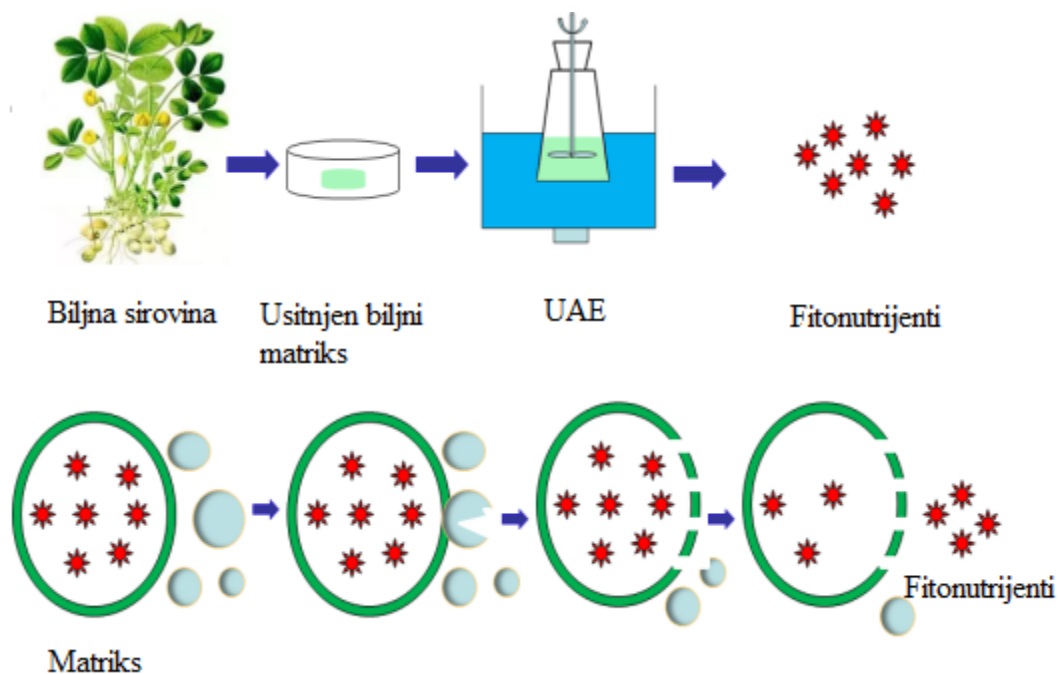 Biljna sirovina
Usitnjen biljni
matriks
UAE
Fitonutrijenti
Fitonutrijenti
Matriks